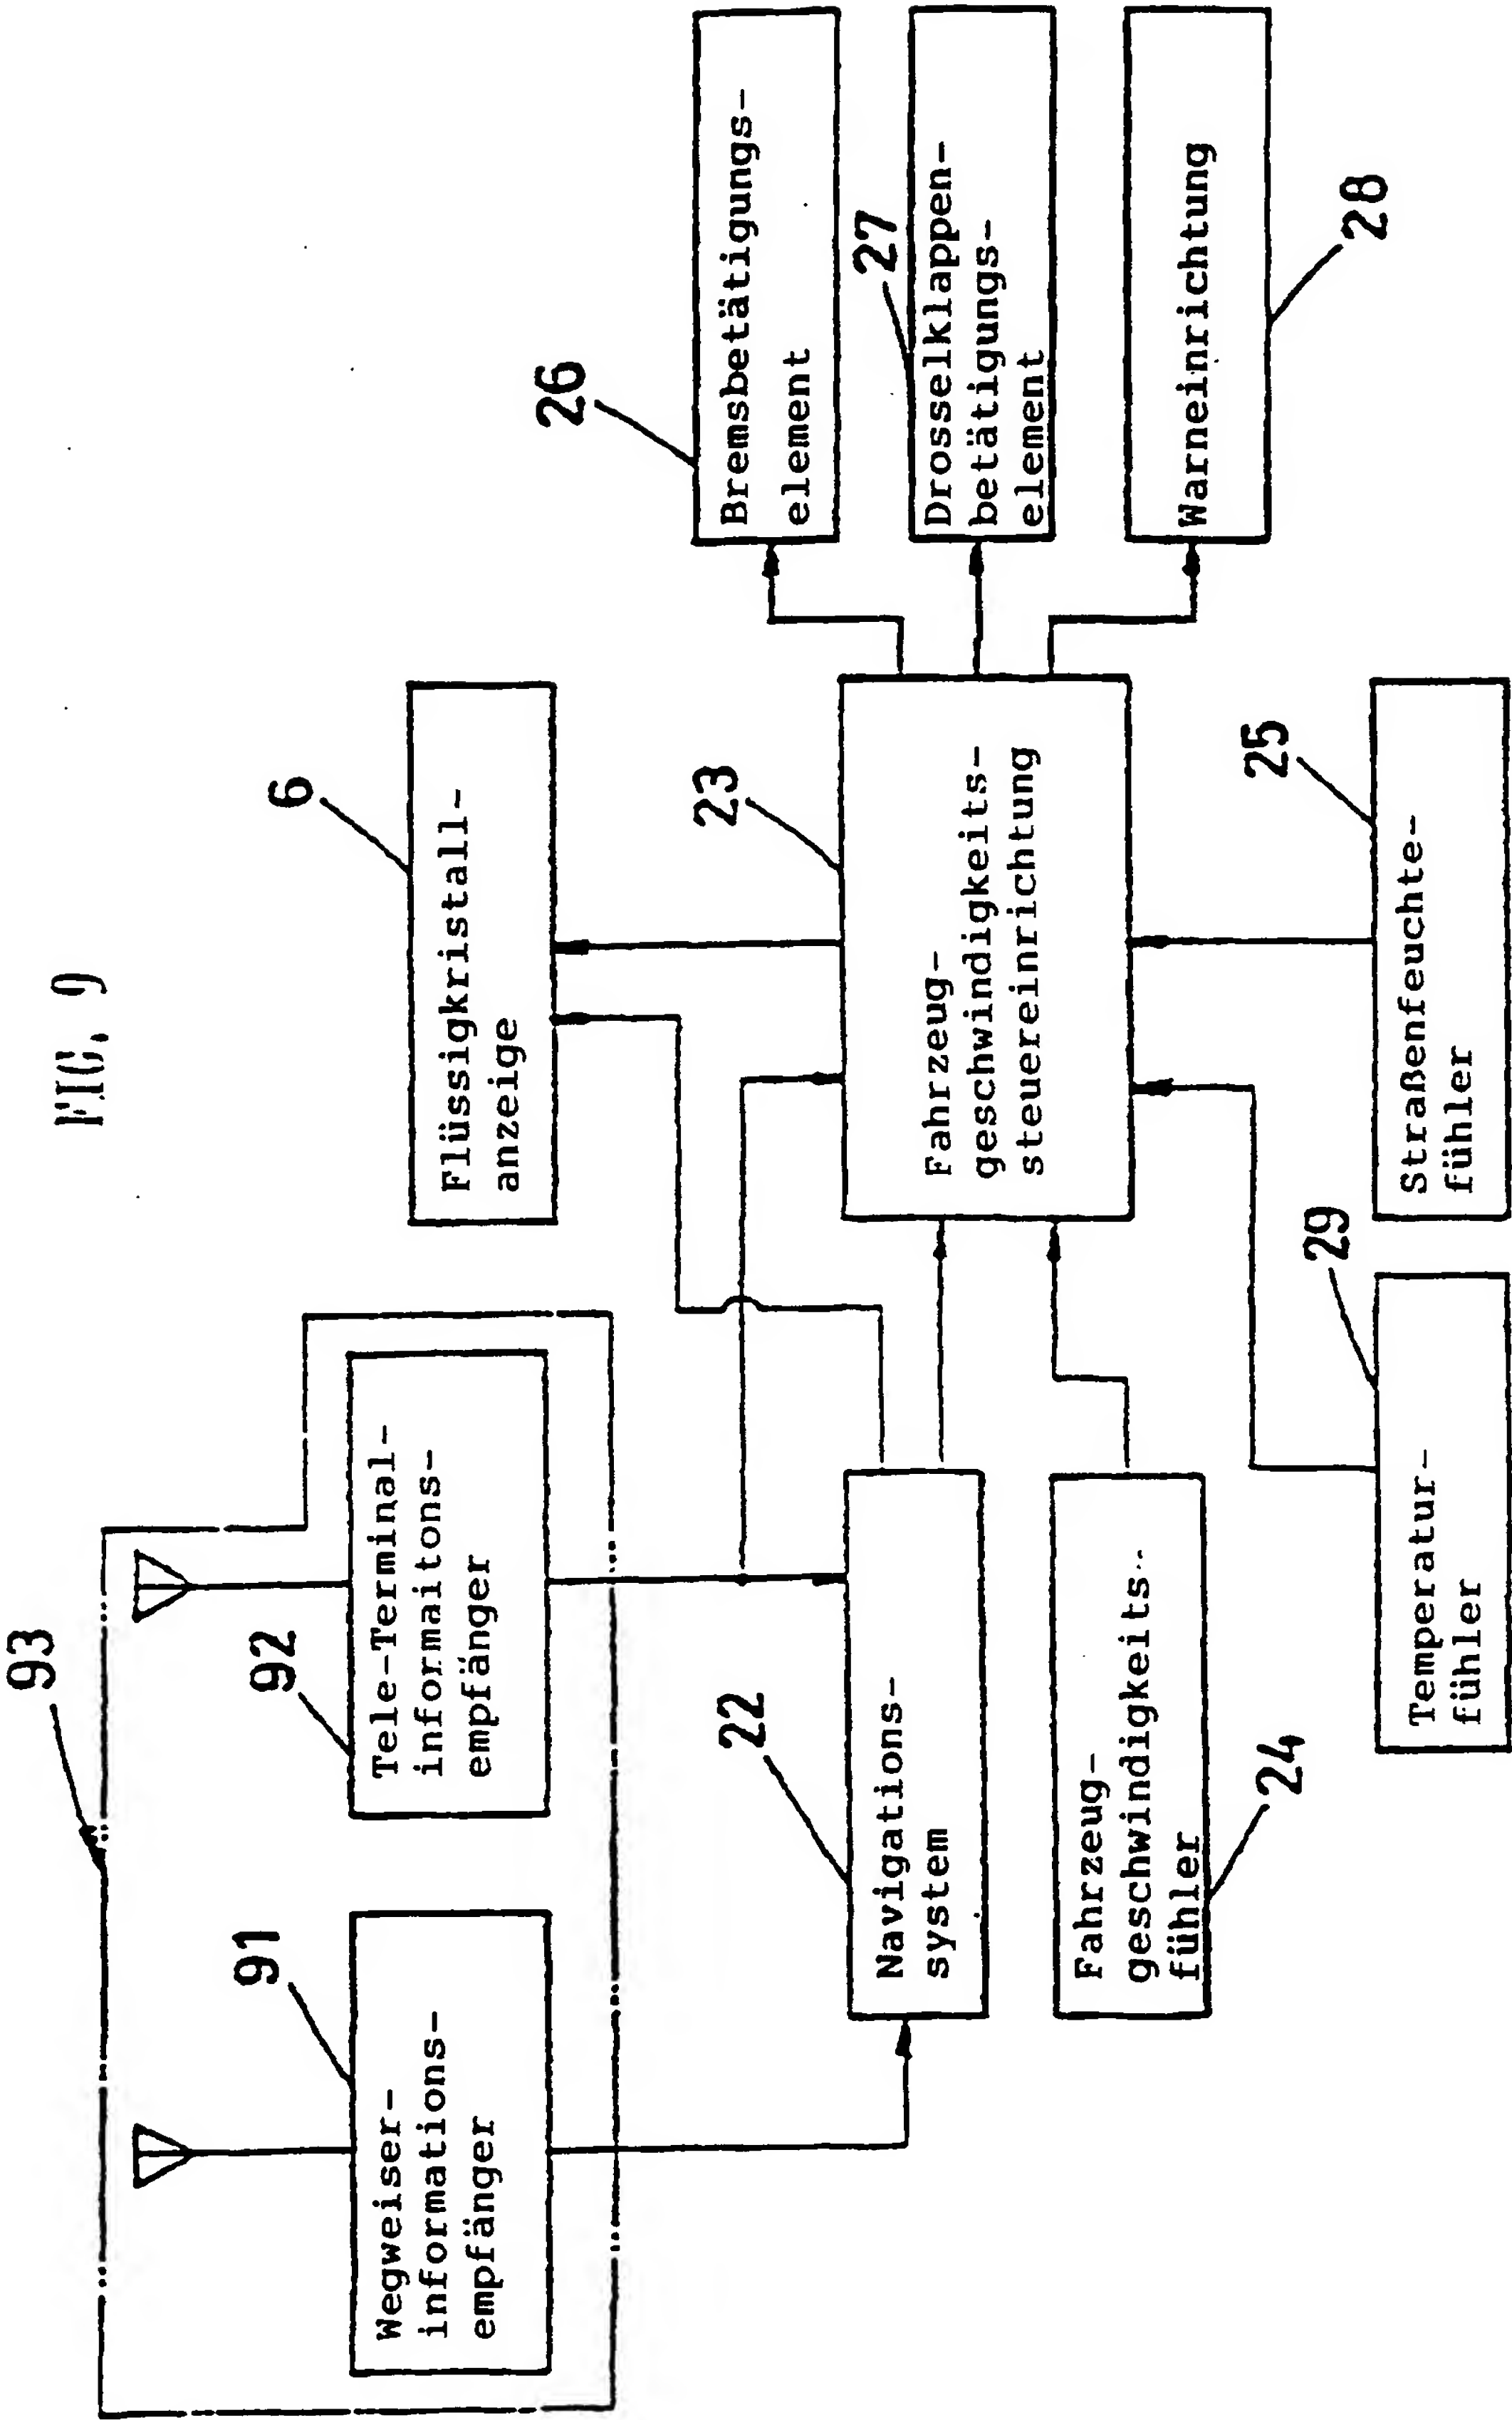 FIG. 9
93
91
Wegweiser-
informations-
empfänger
92
Tele-Terminal-
informaitons-
empfänger
6
Flüssigkristall-
anzeige
22
Navigations-
system
23
Fahrzeug-
geschwindigkeits-
steuereinrichtung
26
Bremsbetätigungs-
element
27
Drosselklappen-
betätigungs-
element
Warneinrichtung
28
Fahrzeug-
geschwindigkeits-
fühler
24
29
Temperatur-
fühler
25
Straßenfeuchte-
fühler